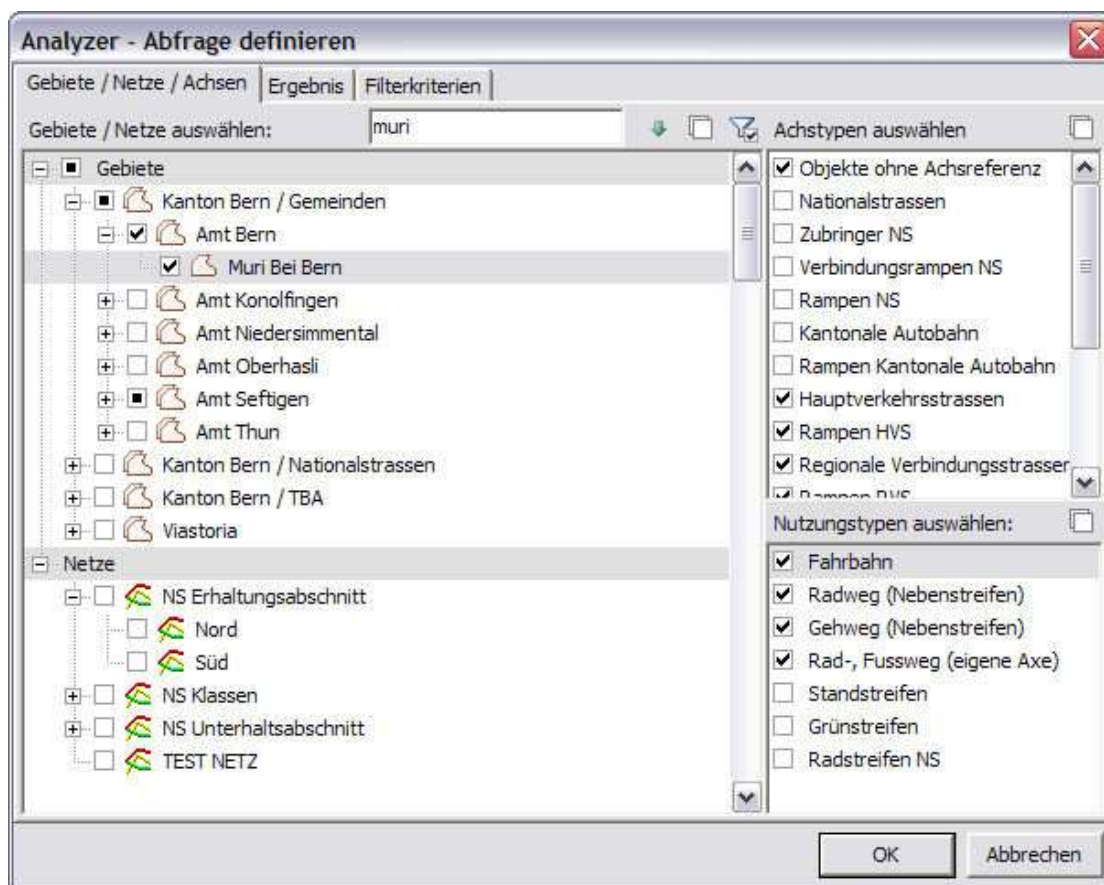 Analyzer - Abfrage definieren
Gebiete / Netze / Achsen
Ergebnis
Filterkriterien
Gebiete / Netze auswählen:
muri
Gebiete
Kanton Bern / Gemeinden
Amt Bern
Muri Bei Bern
Amt Konolfingen
Amt Niedersimmental
Amt Oberhasli
Amt Seftigen
Amt Thun
Kanton Bern / Nationalstrassen
Kanton Bern / TBA
Viastoria
Netze
NS Erhaltungsabschnitt
Nord
Süd
NS Klassen
NS Unterhaltsabschnitt
TEST NETZ
Achstypen auswählen
Objekte ohne Achsreferenz
Nationalstrassen
Zubringer NS
Verbindungsrampen NS
Rampen NS
Kantonale Autobahn
Rampen Kantonale Autobahn
Hauptverkehrsstrassen
Rampen HVS
Regionale Verbindungsstrassen
Rampen RVS
Nutzungstypen auswählen:
Fahrbahn
Radweg (Nebenstreifen)
Gehweg (Nebenstreifen)
Rad-, Fussweg (eigene Axe)
Standstreifen
Grünstreifen
Radstreifen NS
OK
Abbrechen